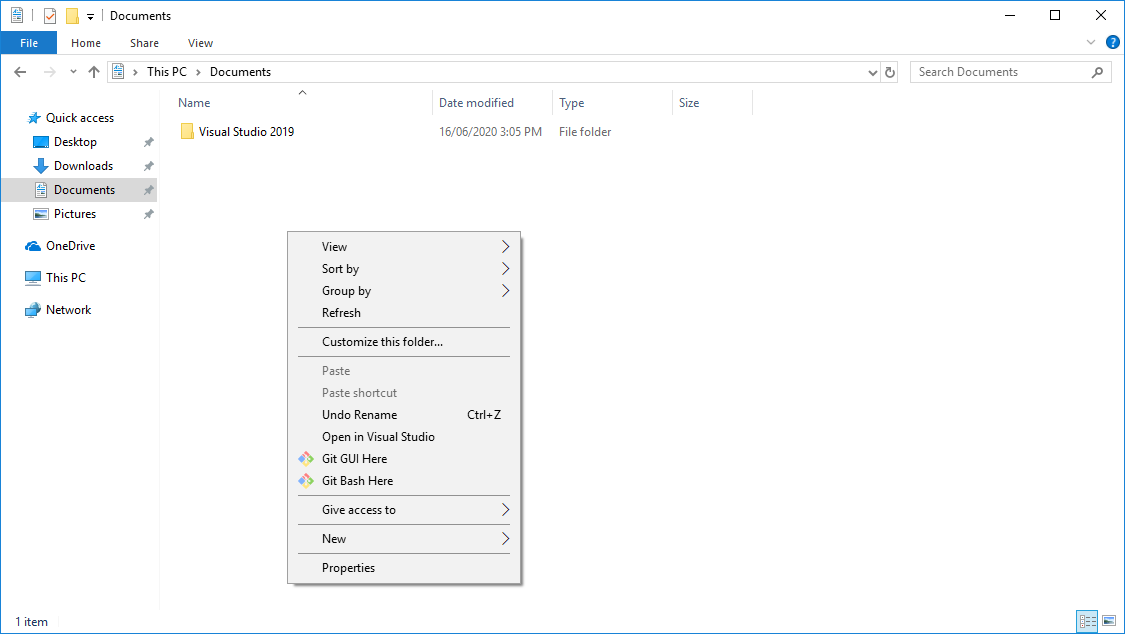 Documents
File Home Share View
This PC Documents Search Documents
Name Date modified Type Size
Visual Studio 2019 16/06/2020 3:05 PM File folder
Quick access
Desktop
Downloads
Documents
Pictures
OneDrive
This PC
Network
View
Sort by
Group by
Refresh
Customize this folder...
Paste
Paste shortcut
Undo Rename Ctrl+Z
Open in Visual Studio
Git GUI Here
Git Bash Here
Give access to
New
Properties
1 item